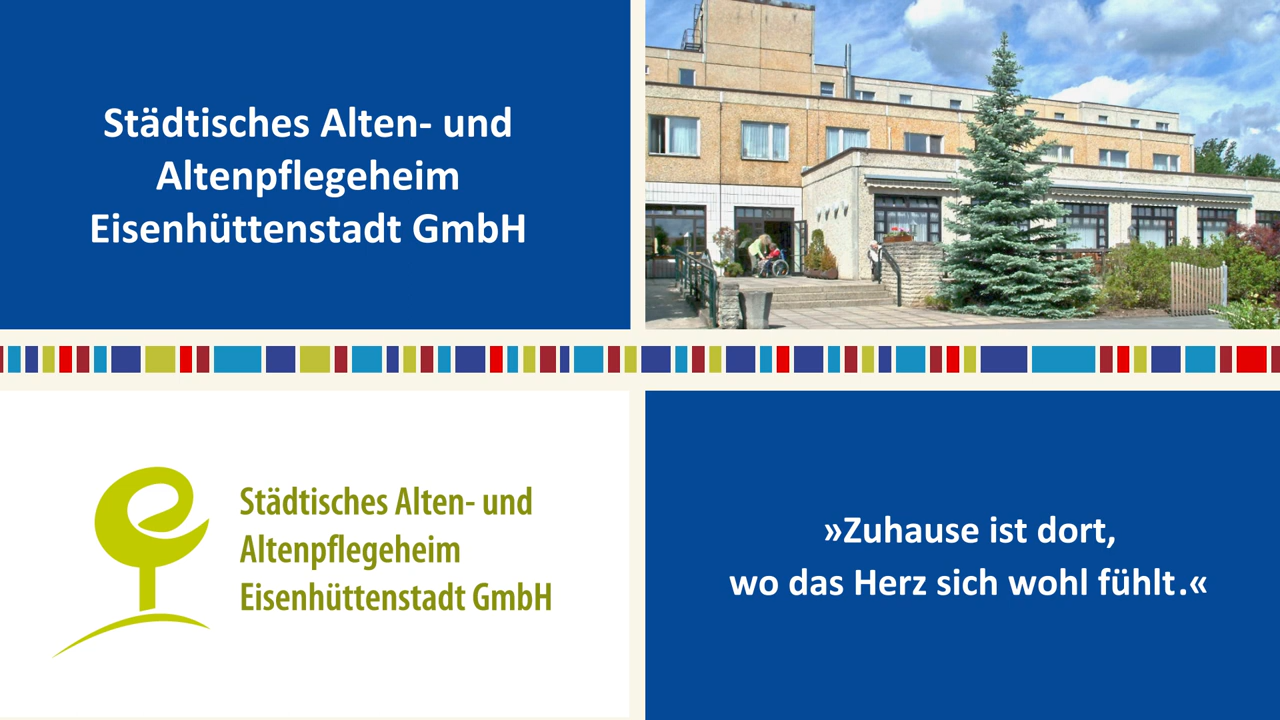 Städtisches Alten- und
Altenpflegeheim
Eisenhüttenstadt GmbH
Städtisches Alten- und
Altenpflegeheim
Eisenhüttenstadt GmbH
»Zuhause ist dort,
wo das Herz sich wohl fühlt.«